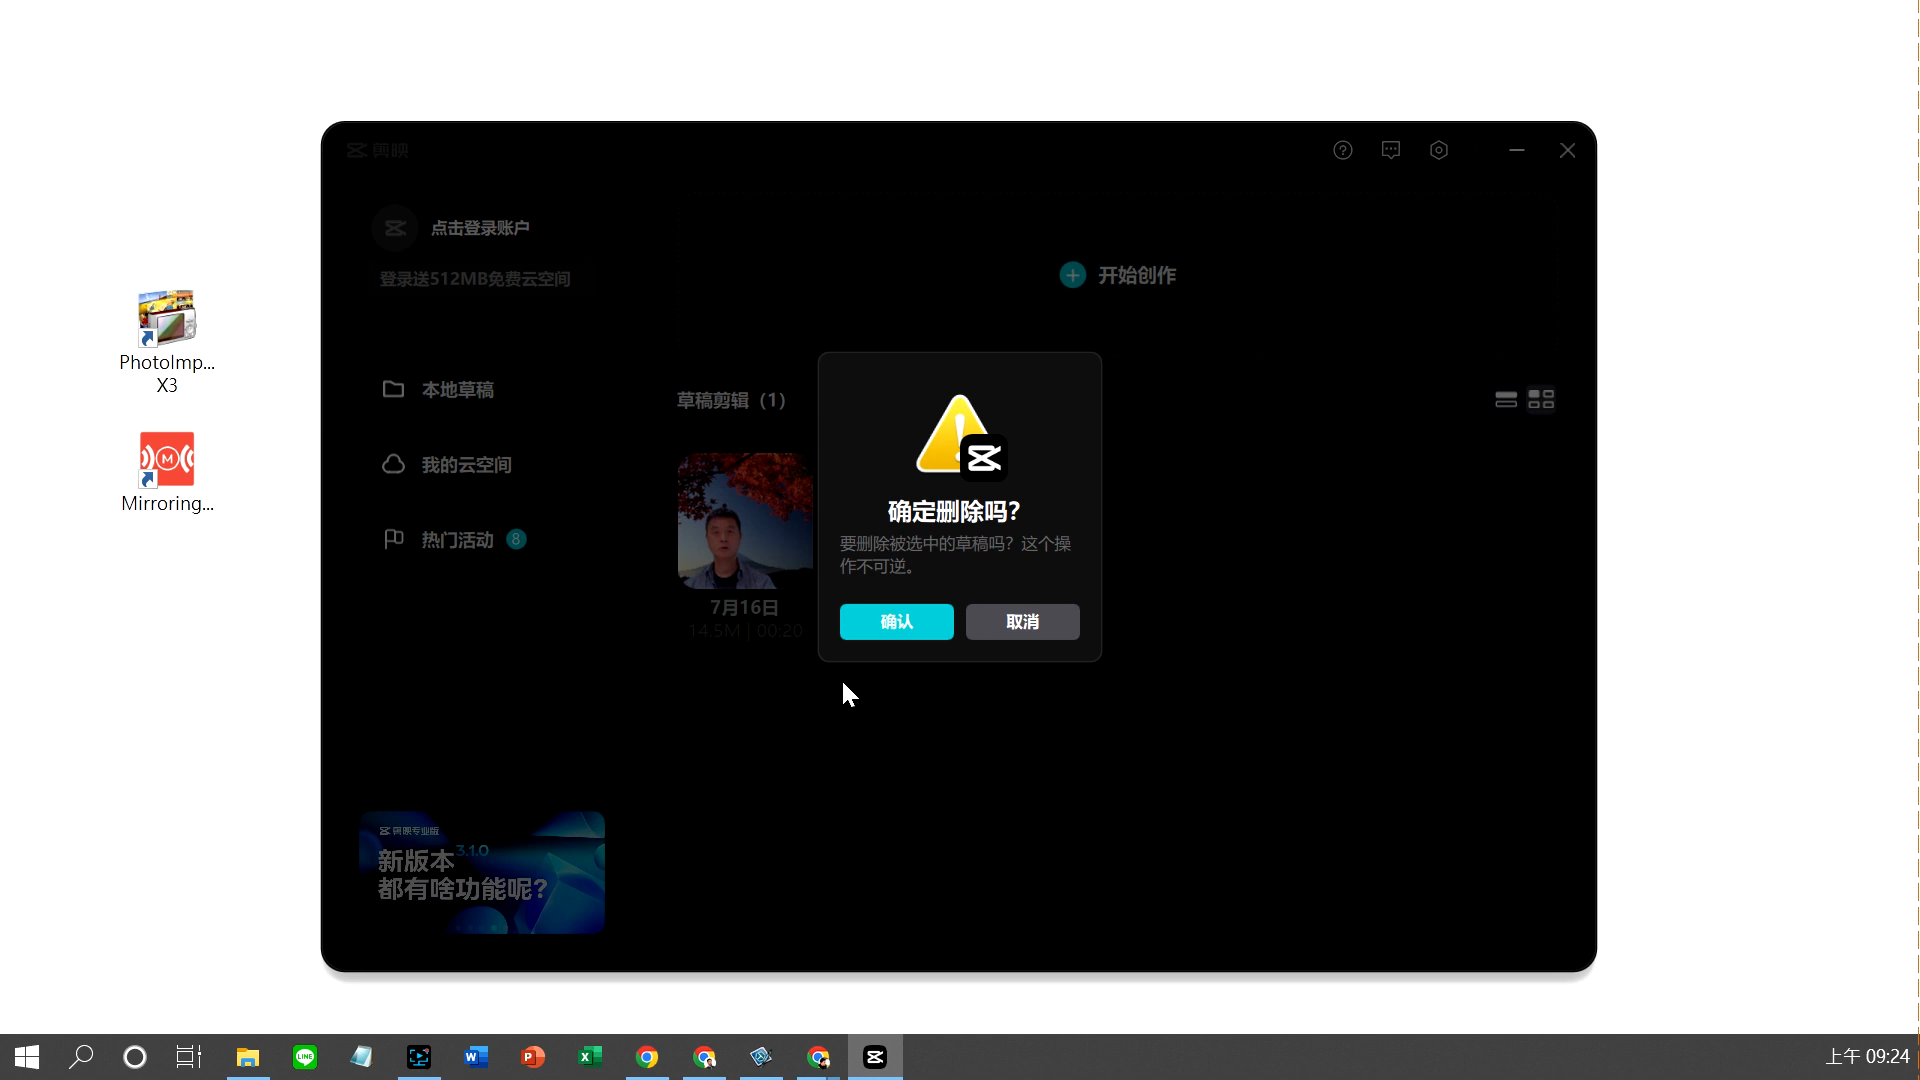 剪映
点击登录账户
登录送512MB免费云空间
开始创作
PhotoImp...
X3
本地草稿
草稿剪辑（1）
Mirroring...
我的云空间
热门活动 8
确定删除吗？
要删除被选中的草稿吗？这个操
作不可逆。
确认 取消
7月16日
14.5M | 00:20
剪映专业版
新版本3.1.0
都有啥功能呢？
上午 09:24